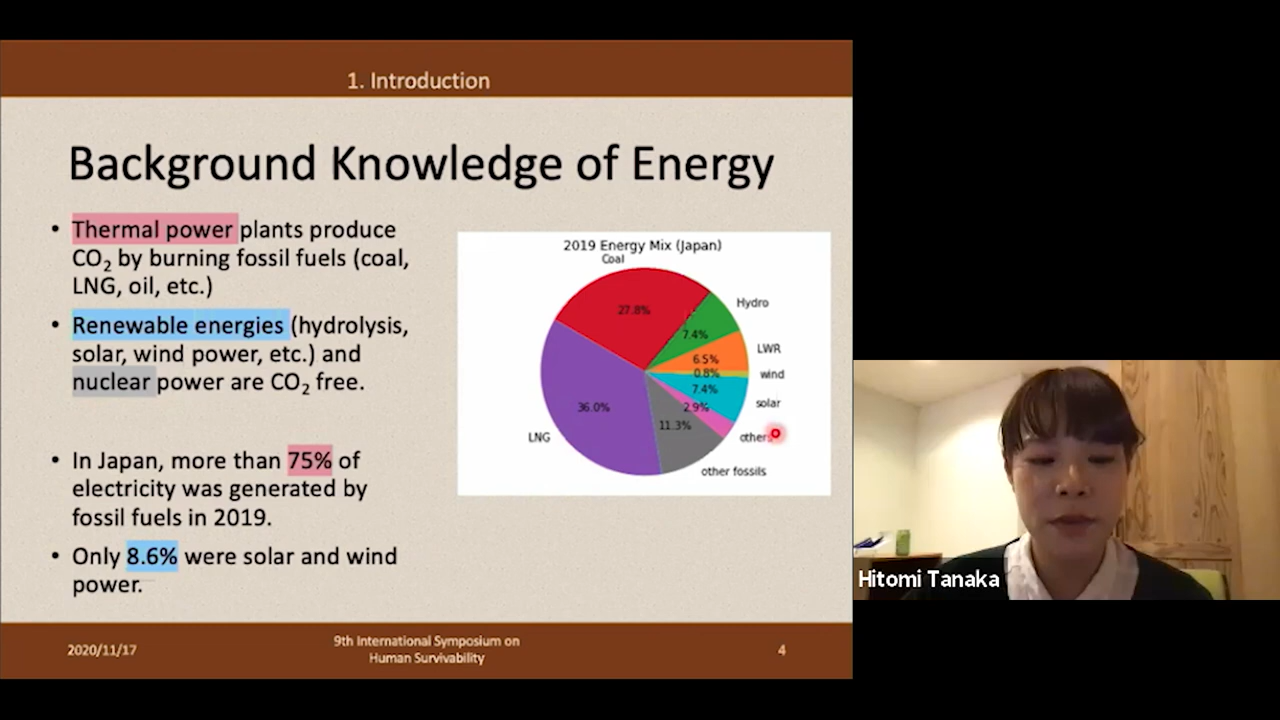 1. Introduction
Background Knowledge of Energy
• Thermal power plants produce
CO₂ by burning fossil fuels (coal,
LNG, oil, etc.)
• Renewable energies (hydrolysis,
solar, wind power, etc.) and
nuclear power are CO₂ free.
• In Japan, more than 75% of
electricity was generated by
fossil fuels in 2019.
• Only 8.6% were solar and wind
power.
2019 Energy Mix (Japan)
Coal
27.8%
Hydro
7.4%
LWR
6.5%
wind
0.8%
solar
7.4%
others
2.9%
other fossils
11.3%
LNG
36.0%
Hitomi Tanaka
2020/11/17
9th International Symposium on
Human Survivability
4